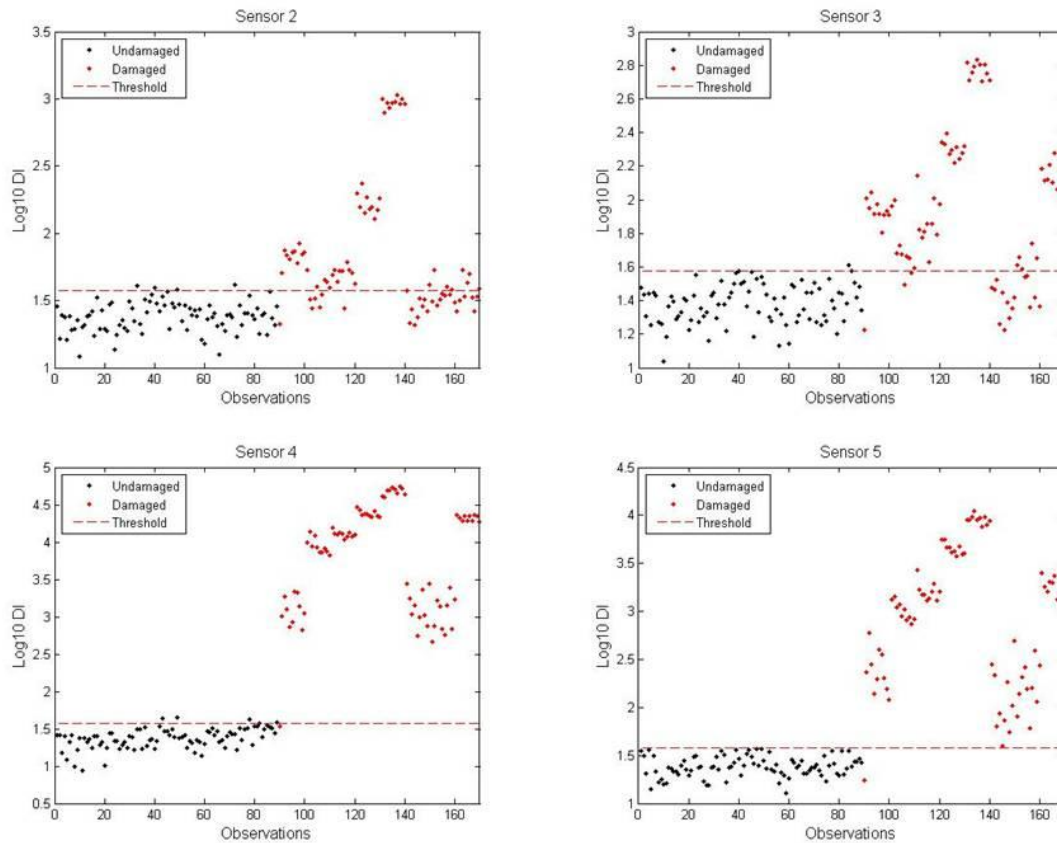 Sensor 2
3.5
3
2.5
2
1.5
1
Log10 DI
Undamaged
Damaged
Threshold
0 20 40 60 80 100 120 140 160
Observations
Sensor 3
3
2.8
2.6
2.4
2.2
2
1.8
1.6
1.4
1.2
1
Log10 DI
Undamaged
Damaged
Threshold
0 20 40 60 80 100 120 140 160
Observations
Sensor 4
5
4.5
4
3.5
3
2.5
2
1.5
1
0.5
Log10 DI
Undamaged
Damaged
Threshold
0 20 40 60 80 100 120 140 160
Observations
Sensor 5
4.5
4
3.5
3
2.5
2
1.5
1
Log10 DI
Undamaged
Damaged
Threshold
0 20 40 60 80 100 120 140 160
Observations